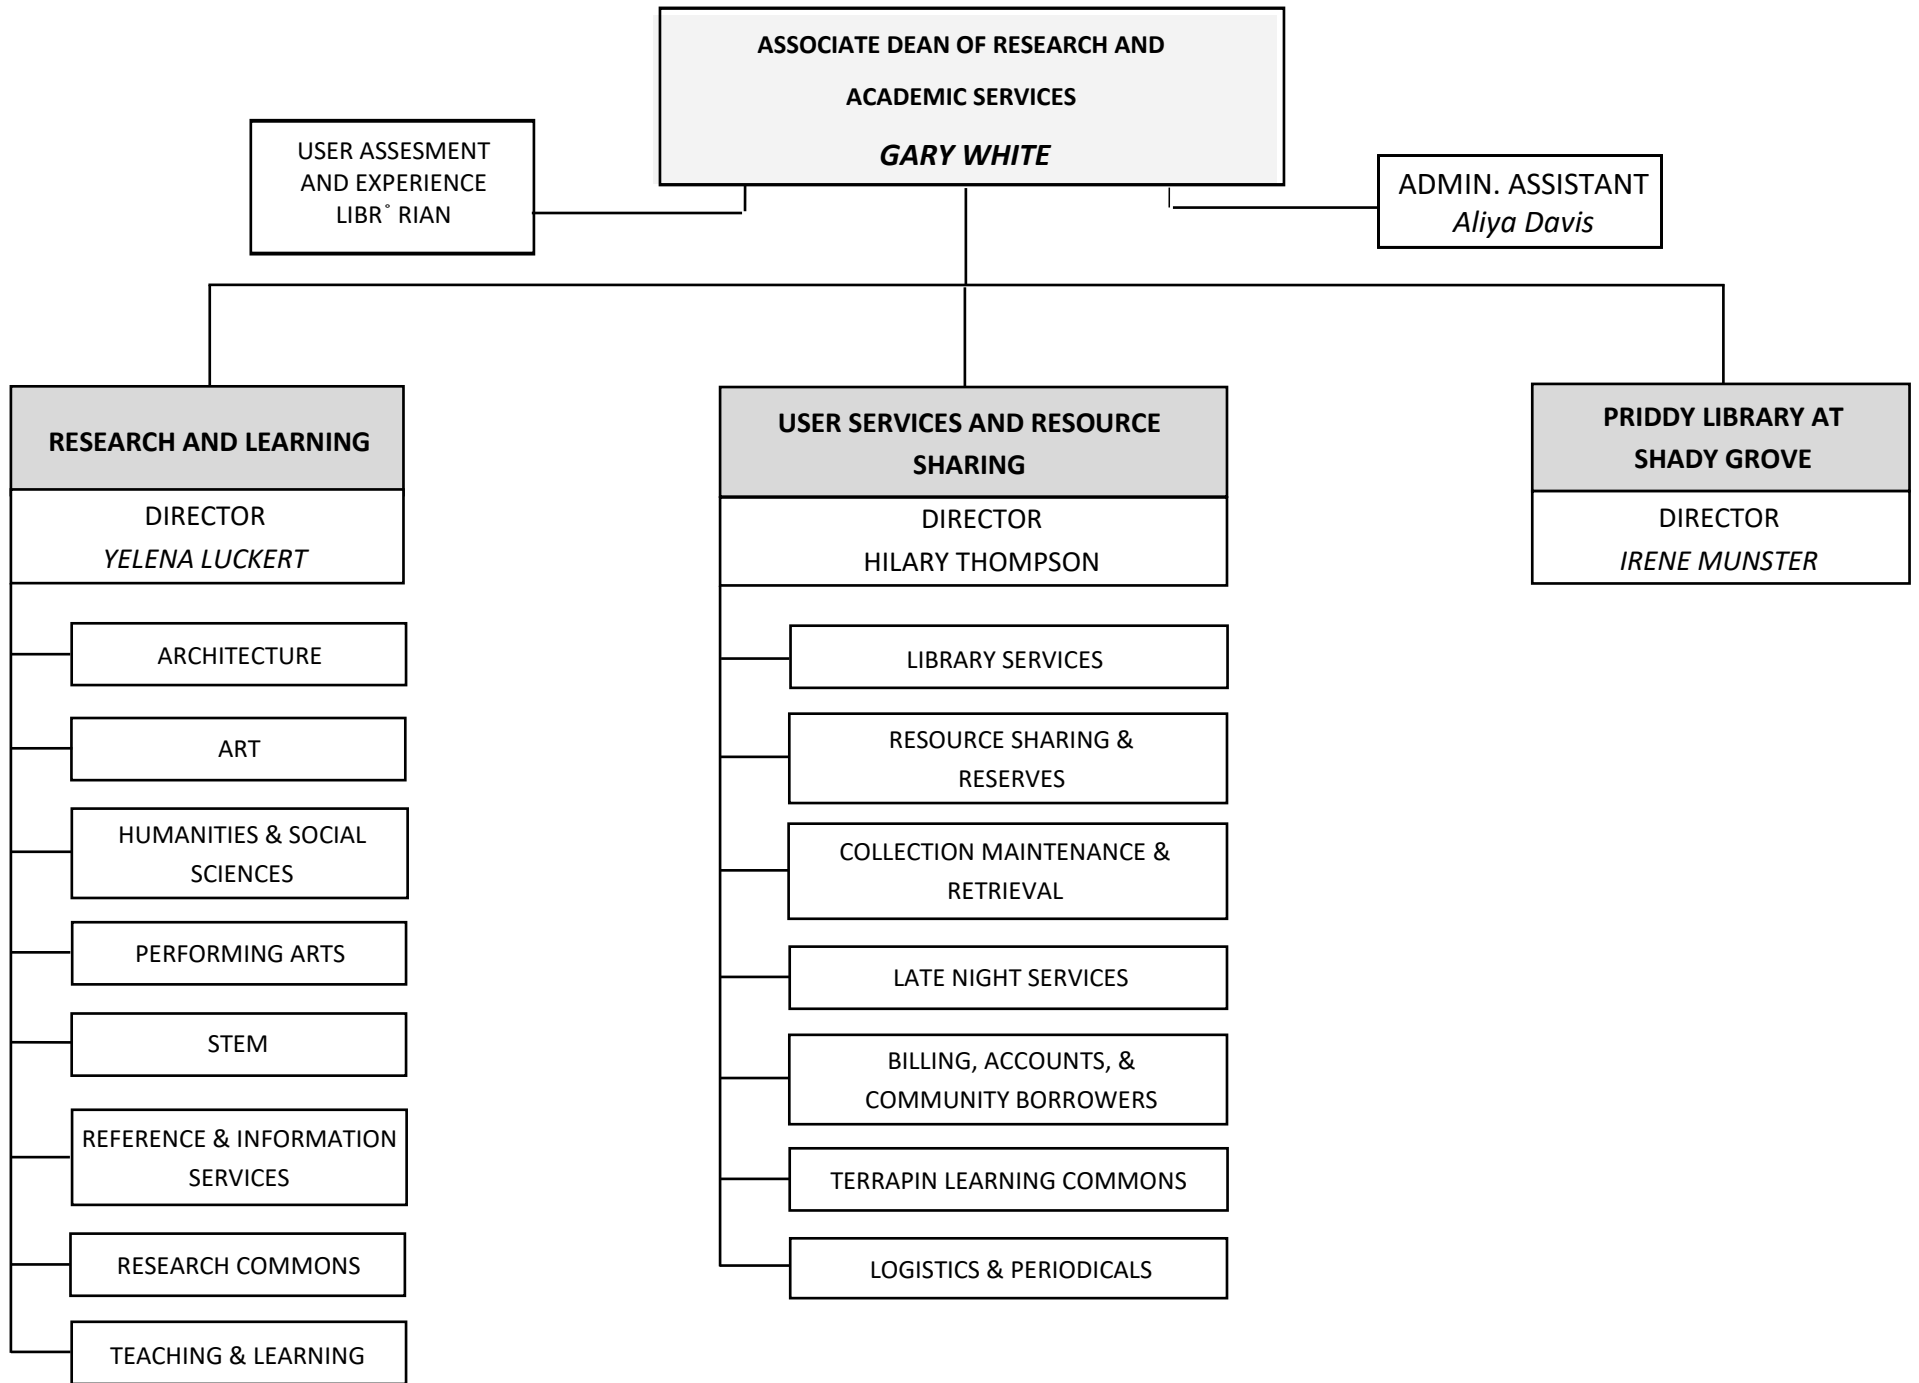 ASSOCIATE DEAN OF RESEARCH AND
ACADEMIC SERVICES
GARY WHITE
USER ASSESMENT
AND EXPERIENCE
LIBR˚ RIAN
ADMIN. ASSISTANT
Aliya Davis
RESEARCH AND LEARNING
DIRECTOR
YELENA LUCKERT
ARCHITECTURE
ART
HUMANITIES & SOCIAL
SCIENCES
PERFORMING ARTS
STEM
REFERENCE & INFORMATION
SERVICES
RESEARCH COMMONS
TEACHING & LEARNING
USER SERVICES AND RESOURCE
SHARING
DIRECTOR
HILARY THOMPSON
LIBRARY SERVICES
RESOURCE SHARING &
RESERVES
COLLECTION MAINTENANCE &
RETRIEVAL
LATE NIGHT SERVICES
BILLING, ACCOUNTS, &
COMMUNITY BORROWERS
TERRAPIN LEARNING COMMONS
LOGISTICS & PERIODICALS
PRIDDY LIBRARY AT
SHADY GROVE
DIRECTOR
IRENE MUNSTER